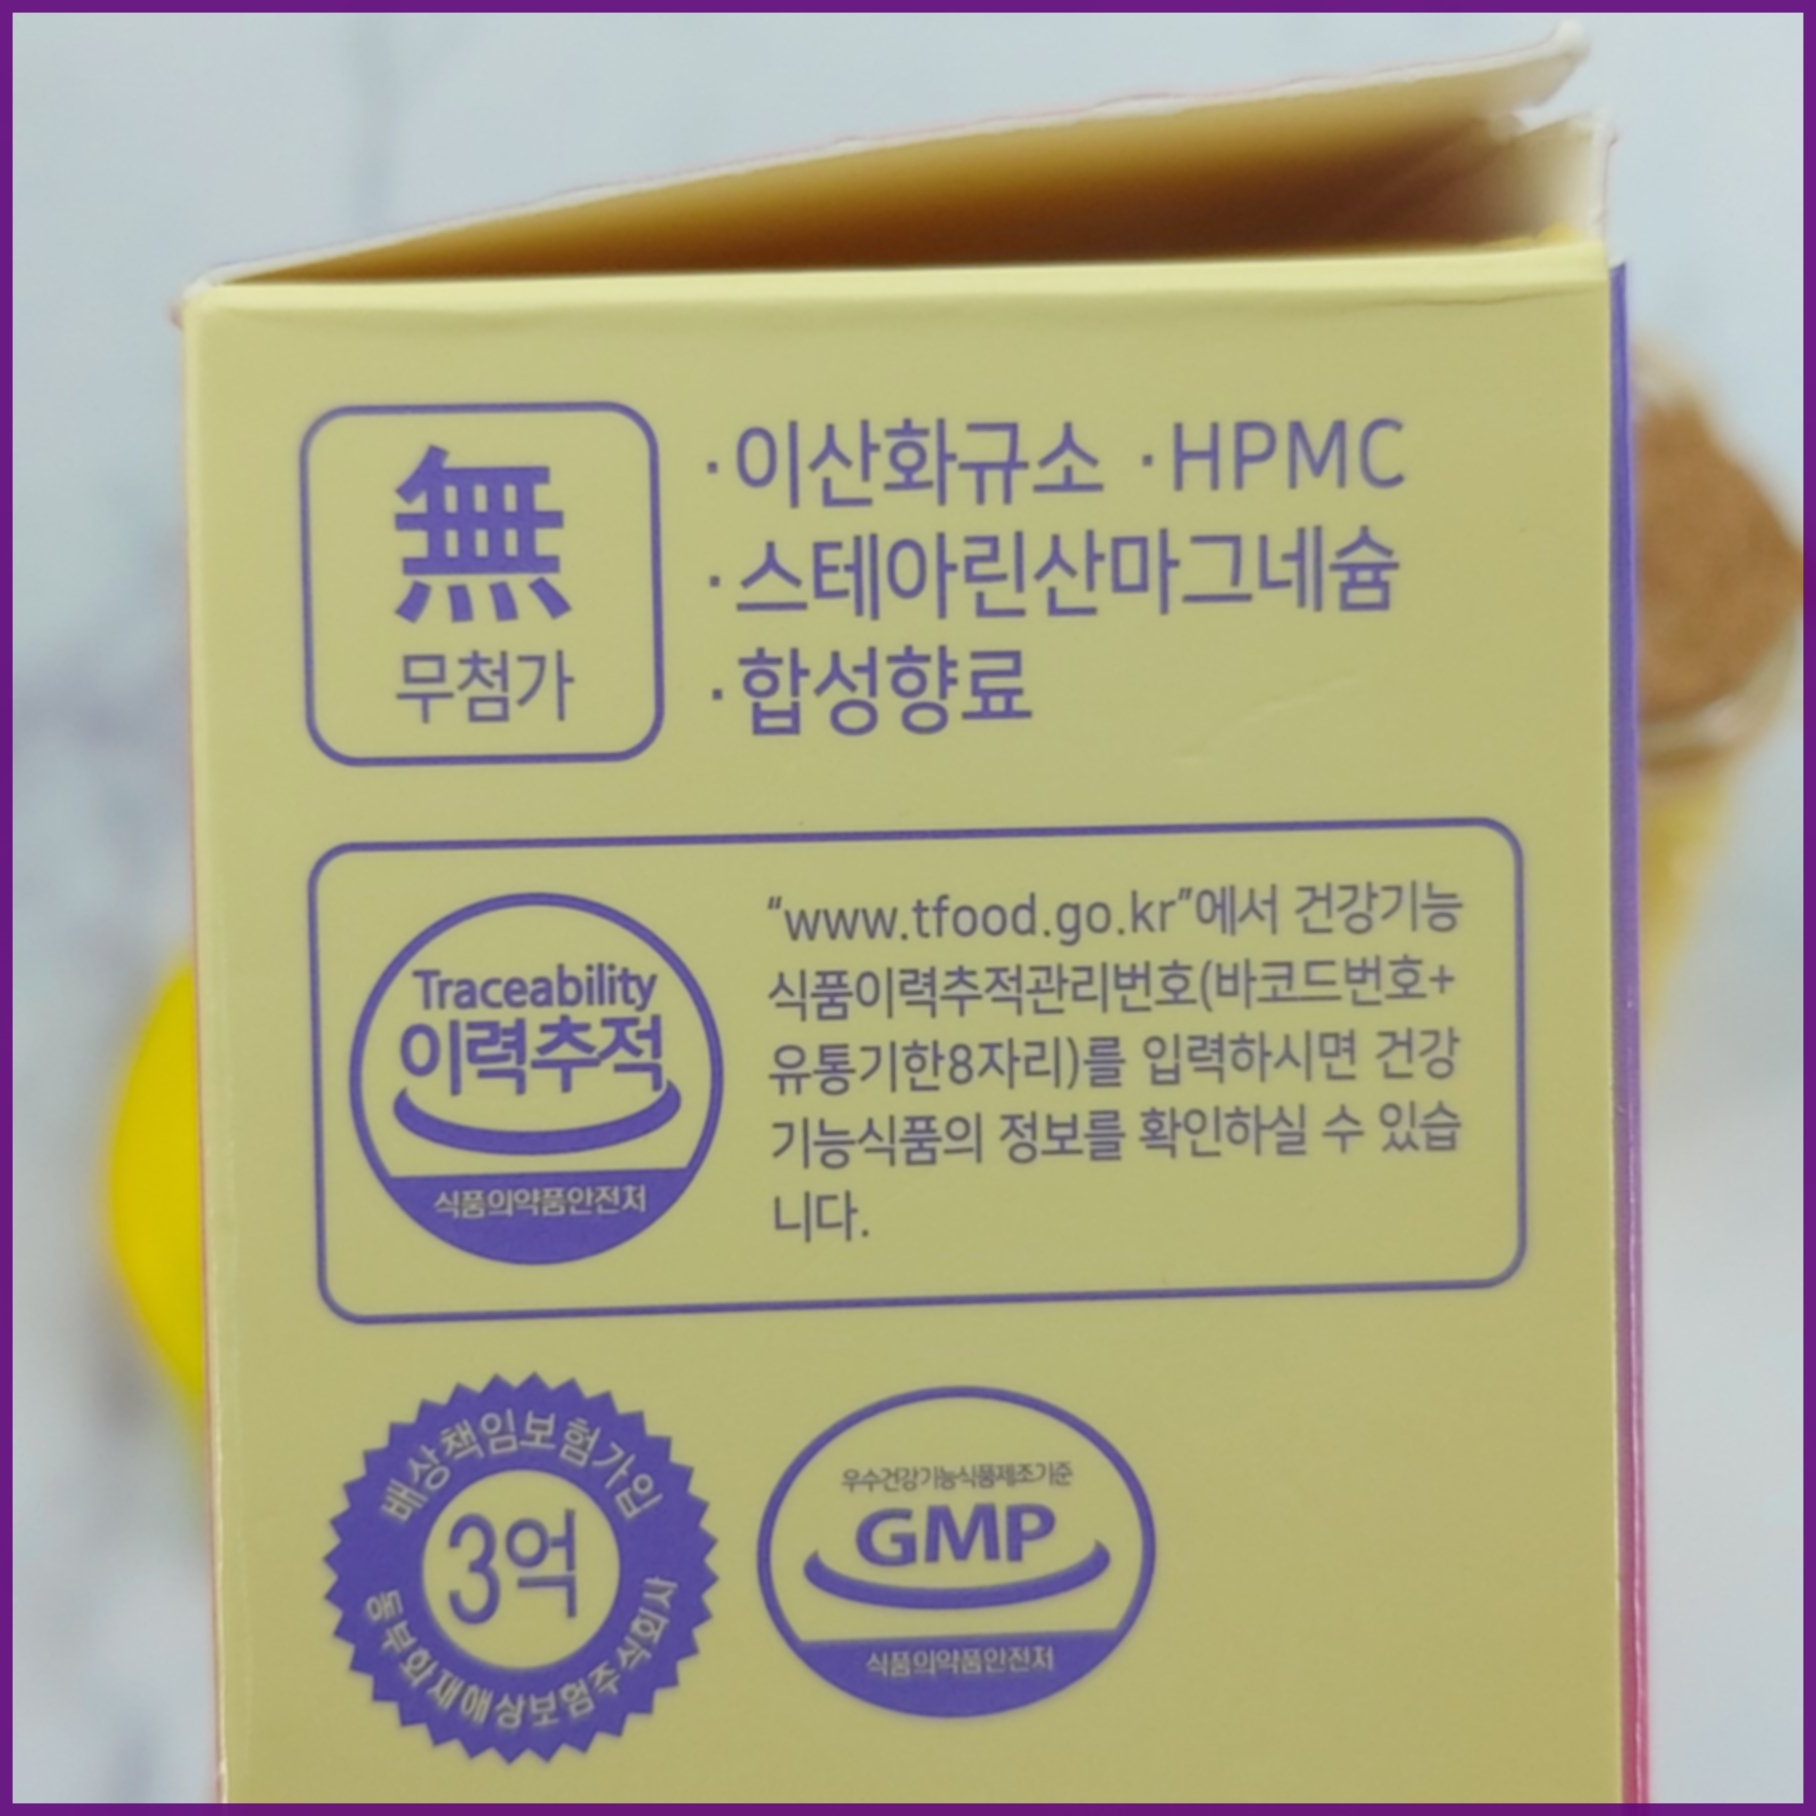 無
무첨가
·이산화규소 ·HPMC
·스테아린산마그네슘
·합성향료
Traceability
이력추적
식품의약품안전처
“www.tfood.go.kr”에서 건강기능
식품이력추적관리번호(바코드번호+
유통기한8자리)를 입력하시면 건강
기능식품의 정보를 확인하실 수 있습
니다.
배상책임보험가입
3억
동부화재해상보험주식회사
우수건강기능식품제조기준
GMP
식품의약품안전처